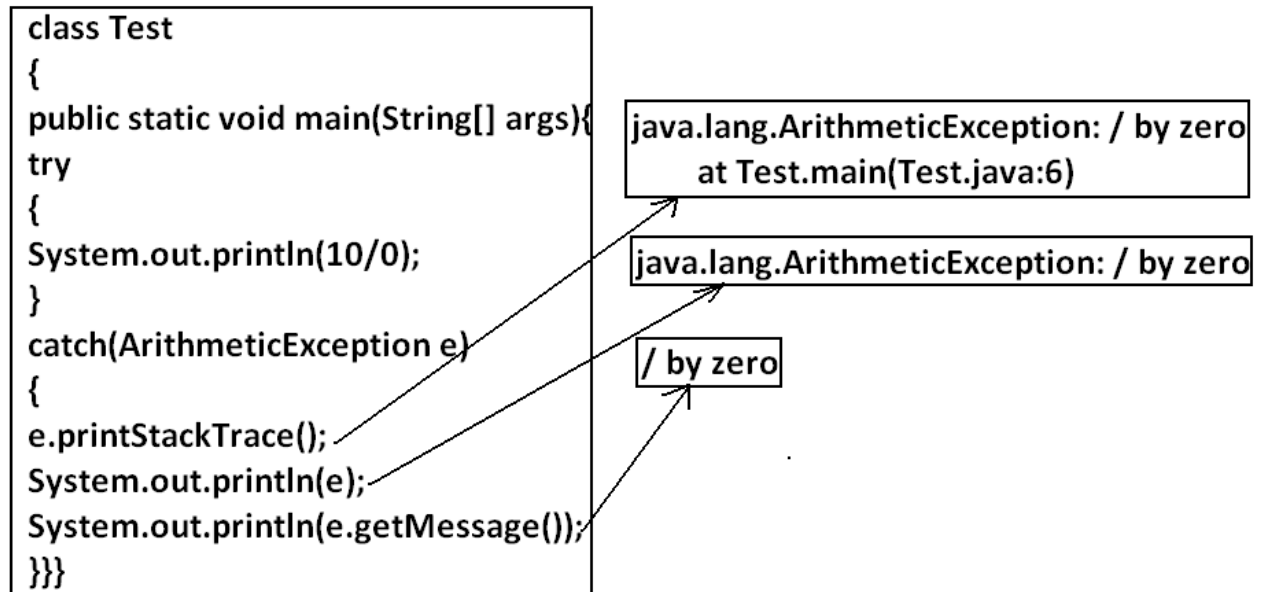 class Test
{
public static void main(String[] args){
try
{
System.out.println(10/0);
}
catch(ArithmeticException e)
{
e.printStackTrace();
System.out.println(e);
System.out.println(e.getMessage());
}}}
java.lang.ArithmeticException: / by zero
at Test.main(Test.java:6)
java.lang.ArithmeticException: / by zero
/ by zero